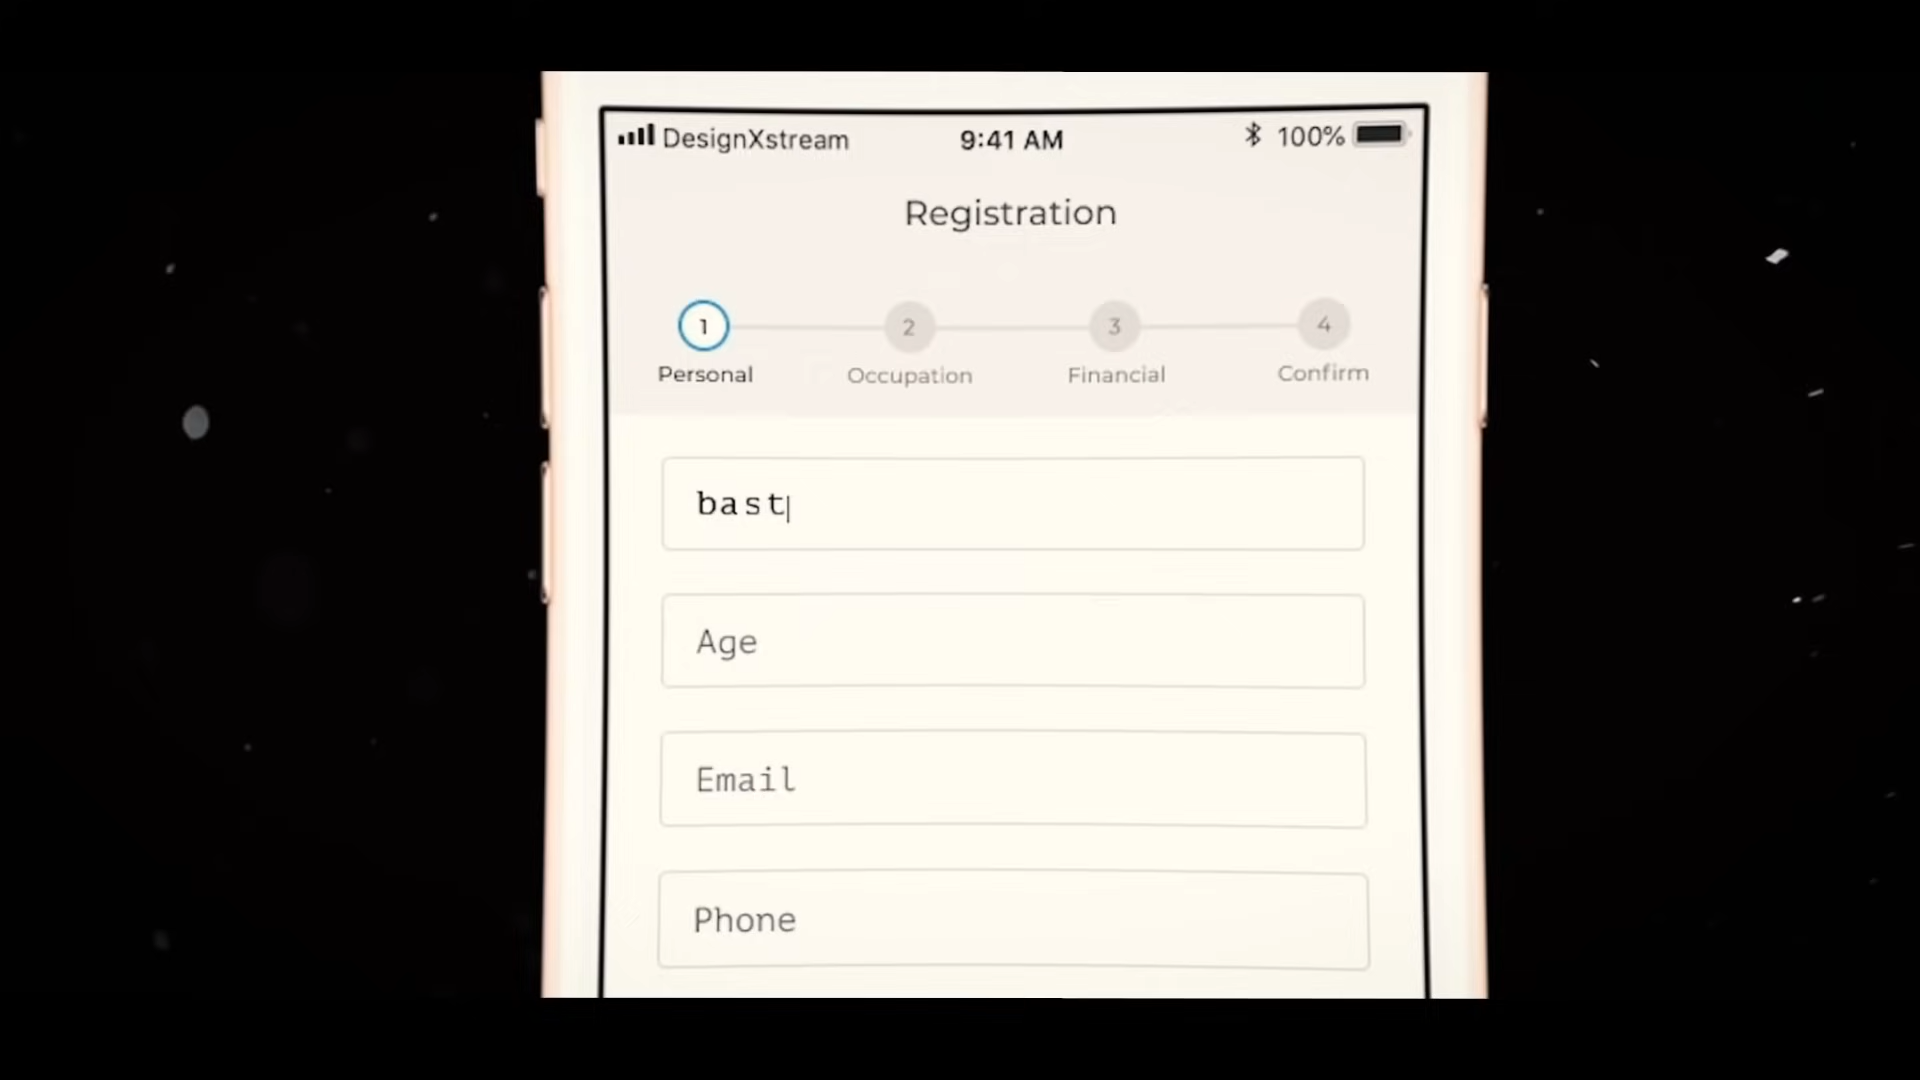 DesignXstream 9:41 AM 100%
Registration
1 2 3 4
Personal Occupation Financial Confirm
bast
Age
Email
Phone